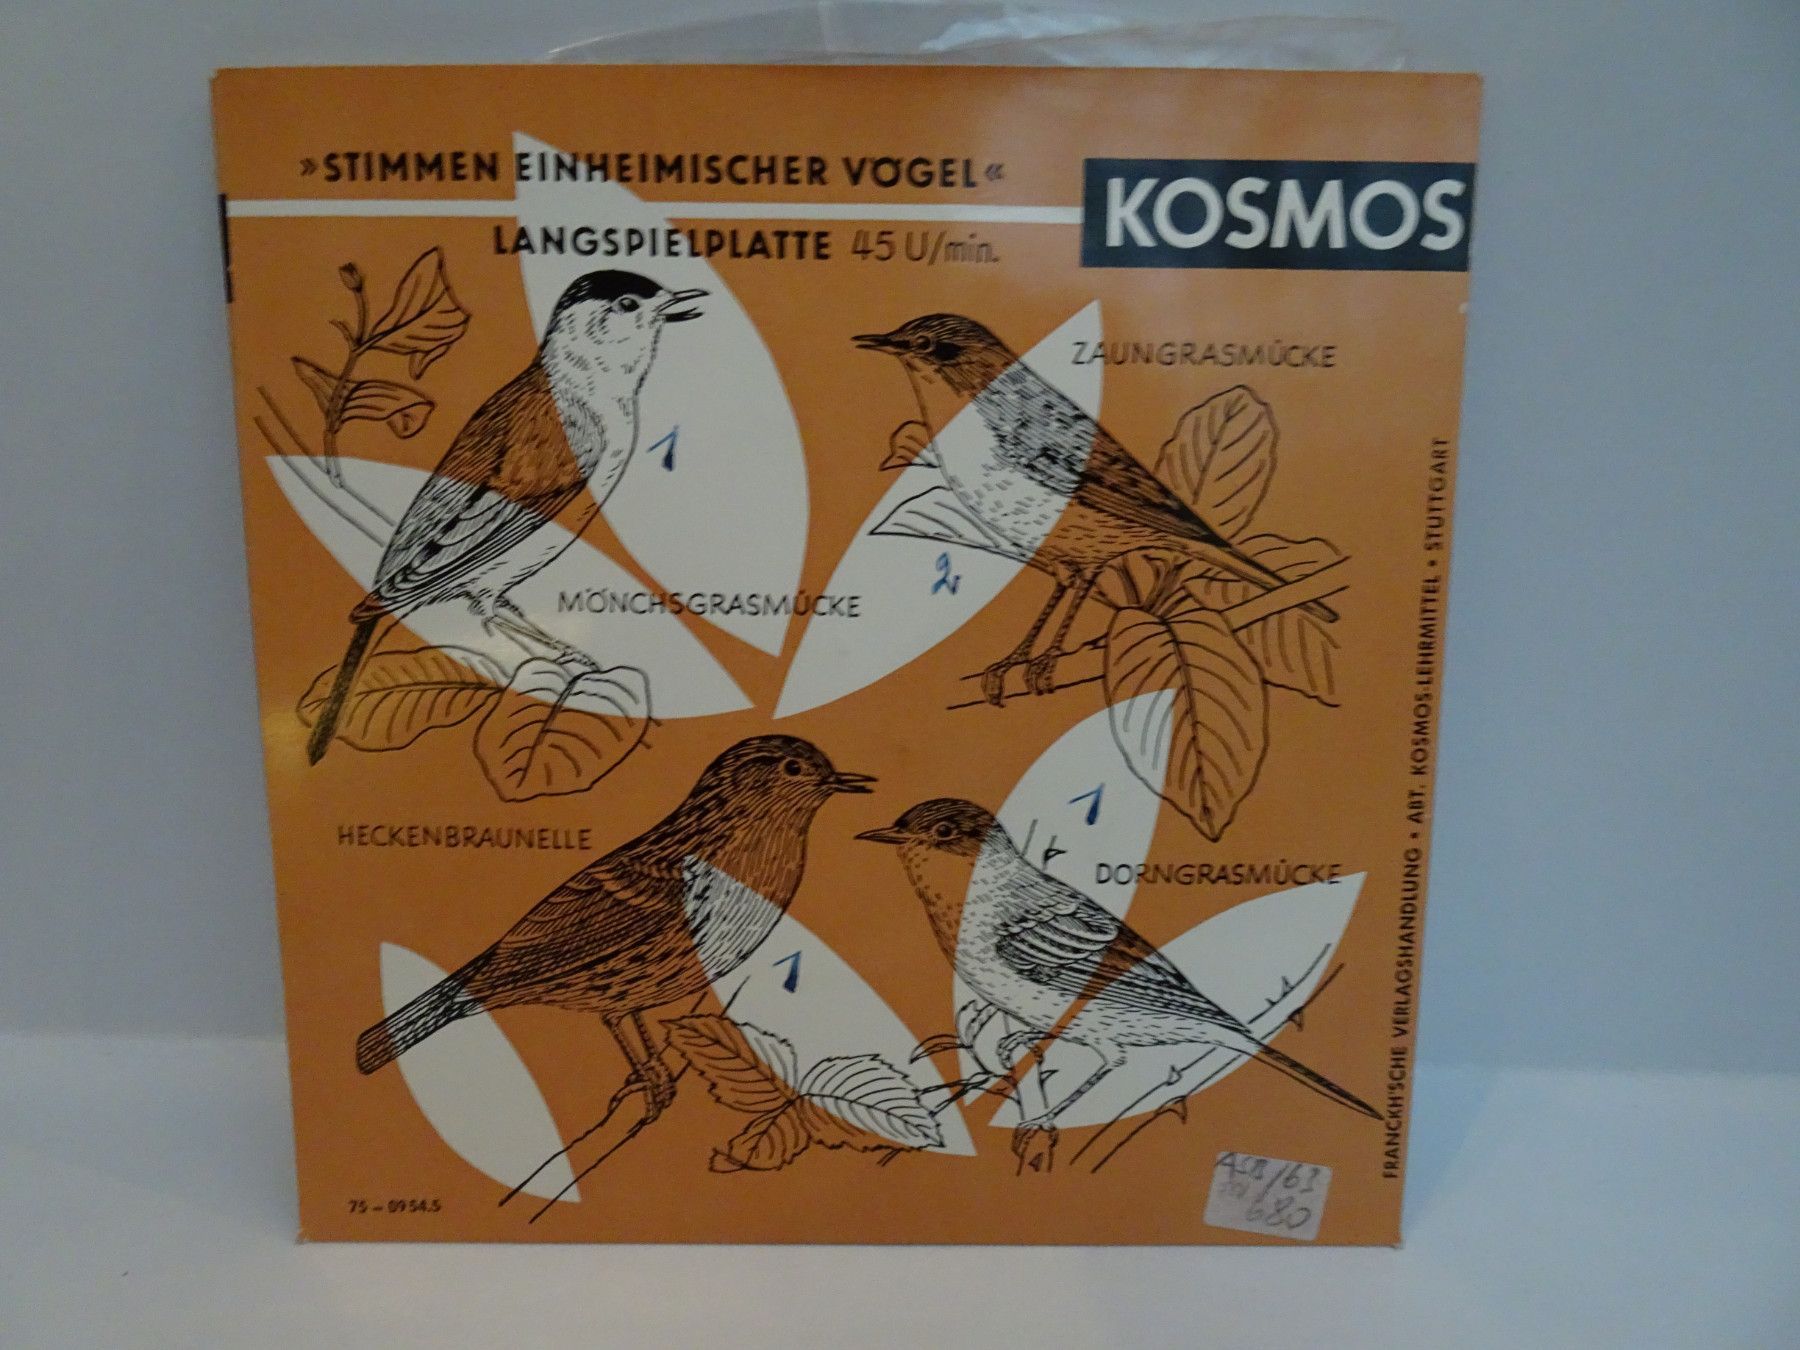 »STIMMEN EINHEIMISCHER VÖGEL«
KOSMOS
LANGSPIELPLATTE 45 U/min.
ZAUNGRASMÜCKE
1
2
MÖNCHSGRASMÜCKE
HECKENBRAUNELLE
1
DORNGRASMÜCKE
1
FRANCKH'SCHE VERLAGSHANDLUNG • ABT. KOSMOS-LEHRMITTEL • STUTTGART
75 – 0954.5
/63
680